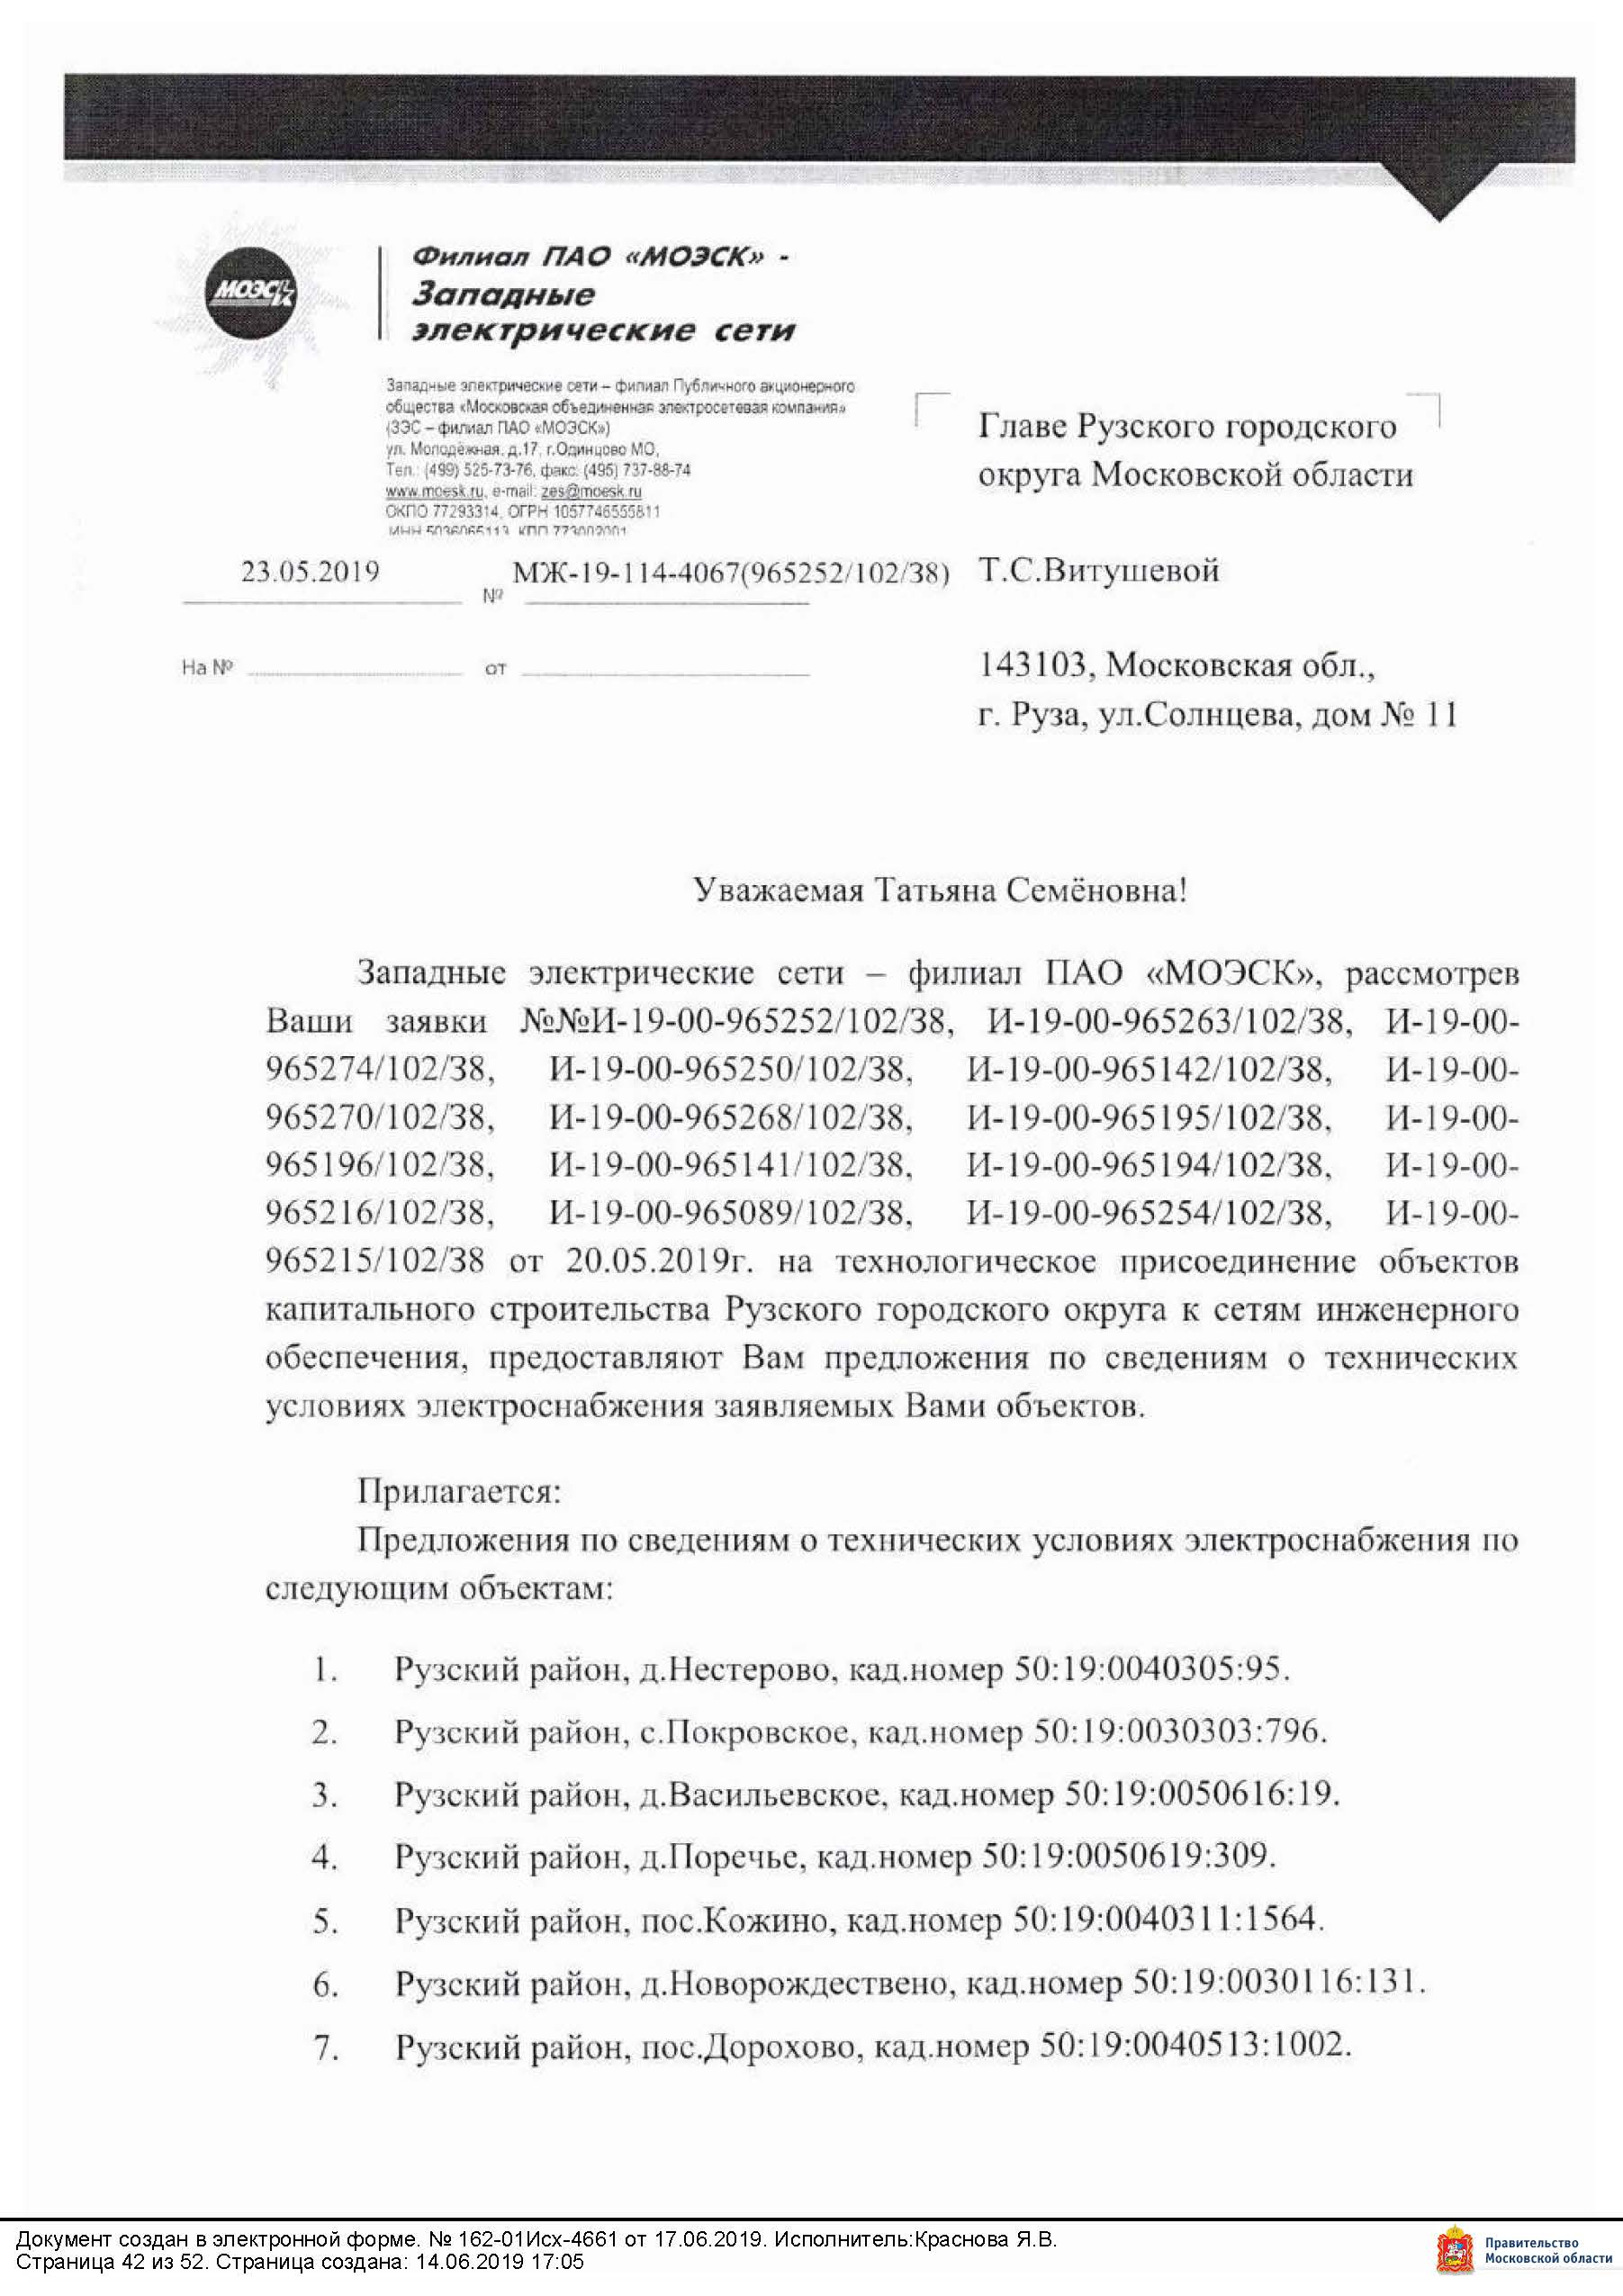 МОЭСК
Филиал ПАО «МОЭСК» -
Западные
электрические сети
Западные электрические сети – филиал Публичного акционерного
общества «Московская объединенная электросетевая компания»
(ЗЭС – филиал ПАО «МОЭСК»)
ул. Молодёжная, д.17, г.Одинцово МО,
Тел.: (499) 525-73-76, факс: (495) 737-88-74
www.moesk.ru, e-mail: zes@moesk.ru
ОКПО 77293314, ОГРН 1057746555811
ИНН 5036065113, КПП 773002001
23.05.2019 № МЖ-19-114-4067(965252/102/38)
На № от
Главе Рузского городского
округа Московской области
Т.С.Витушевой
143103, Московская обл.,
г. Руза, ул.Солнцева, дом № 11
Уважаемая Татьяна Семёновна!
Западные электрические сети – филиал ПАО «МОЭСК», рассмотрев
Ваши заявки №№И-19-00-965252/102/38, И-19-00-965263/102/38, И-19-00-
965274/102/38, И-19-00-965250/102/38, И-19-00-965142/102/38, И-19-00-
965270/102/38, И-19-00-965268/102/38, И-19-00-965195/102/38, И-19-00-
965196/102/38, И-19-00-965141/102/38, И-19-00-965194/102/38, И-19-00-
965216/102/38, И-19-00-965089/102/38, И-19-00-965254/102/38, И-19-00-
965215/102/38 от 20.05.2019г. на технологическое присоединение объектов
капитального строительства Рузского городского округа к сетям инженерного
обеспечения, предоставляют Вам предложения по сведениям о технических
условиях электроснабжения заявляемых Вами объектов.
Прилагается:
Предложения по сведениям о технических условиях электроснабжения по
следующим объектам:
1. Рузский район, д.Нестерово, кад.номер 50:19:0040305:95.
2. Рузский район, с.Покровское, кад.номер 50:19:0030303:796.
3. Рузский район, д.Васильевское, кад.номер 50:19:0050616:19.
4. Рузский район, д.Поречье, кад.номер 50:19:0050619:309.
5. Рузский район, пос.Кожино, кад.номер 50:19:0040311:1564.
6. Рузский район, д.Новорождествено, кад.номер 50:19:0030116:131.
7. Рузский район, пос.Дорохово, кад.номер 50:19:0040513:1002.
Документ создан в электронной форме. № 162-01Исх-4661 от 17.06.2019. Исполнитель:Краснова Я.В.
Страница 42 из 52. Страница создана: 14.06.2019 17:05
Правительство
Московской области